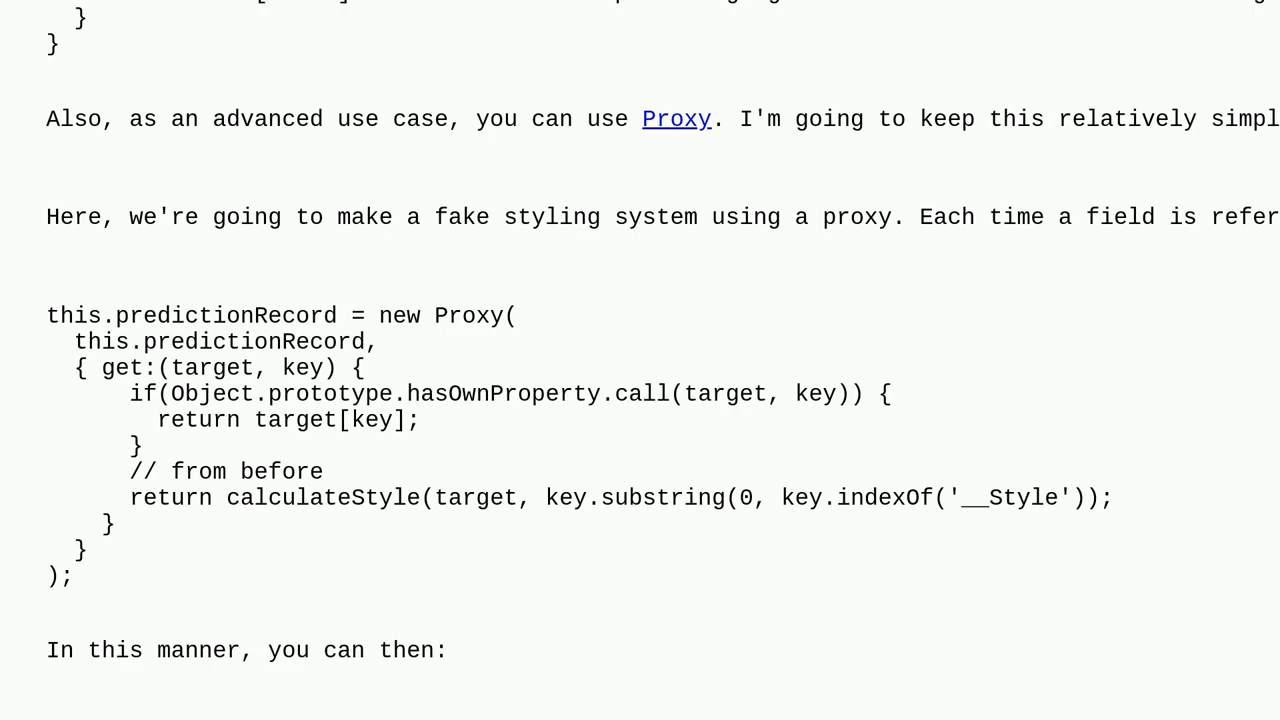 }
}
Also, as an advanced use case, you can use Proxy. I'm going to keep this relatively simpl
Here, we're going to make a fake styling system using a proxy. Each time a field is refer
this.predictionRecord = new Proxy(
this.predictionRecord,
{ get:(target, key) {
if(Object.prototype.hasOwnProperty.call(target, key)) {
return target[key];
}
// from before
return calculateStyle(target, key.substring(0, key.indexOf('__Style'));
}
}
);
In this manner, you can then: